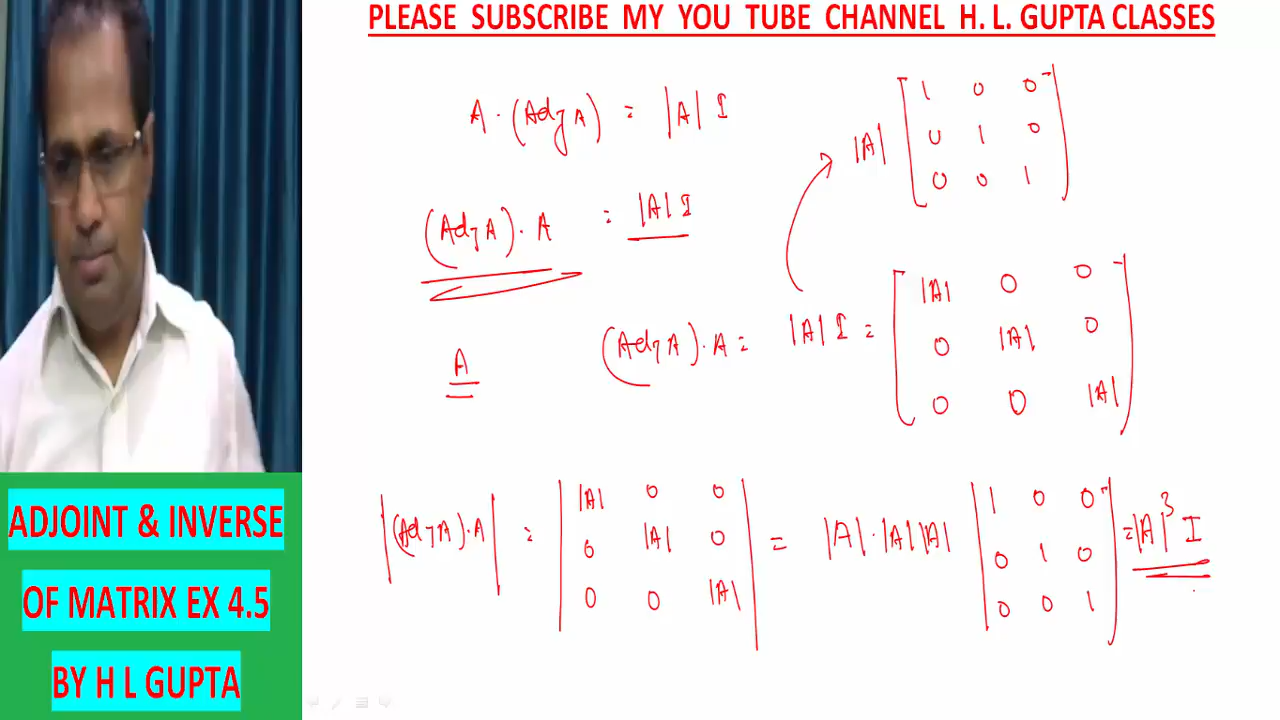 PLEASE SUBSCRIBE MY YOU TUBE CHANNEL H. L. GUPTA CLASSES
A · (Adj A) = |A| I
|A| [ 1 0 0
0 1 0
0 0 1 ]
(Adj A) · A = |A| I
A
(Adj A) · A = |A| I = [ |A| 0 0
0 |A| 0
0 0 |A| ]
|(Adj A) · A| = | |A| 0 0
0 |A| 0
0 0 |A| | = |A| · |A| |A| | 1 0 0
0 1 0
0 0 1 | = |A|³ I
ADJOINT & INVERSE
OF MATRIX EX 4.5
BY H L GUPTA